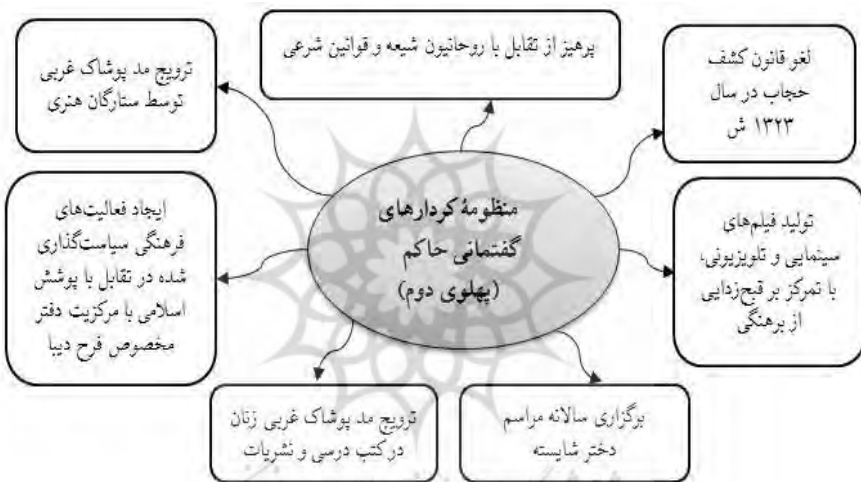 پرهیز از تقابل با روحانیون شیعه و قوانین شرعی
لغو قانون کشف
حجاب در سال
۱۳۲۳ ش
ترویج مد پوشاک غربی
توسط ستارگان هنری
منظومۀ کردارهای
گفتمانی حاکم
(پهلوی دوم)
تولید فیلم‌های
سینمایی و تلویزیونی،
با تمرکز بر قبح‌زدایی
از برهنگی
ایجاد فعالیت‌های
فرهنگی سیاست‌گذاری
شده در تقابل با پوشش
اسلامی با مرکزیت دفتر
مخصوص فرح دیبا
برگزاری سالانه مراسم
دختر شایسته
ترویج مد پوشاک غربی زنان
در کتب درسی و نشریات